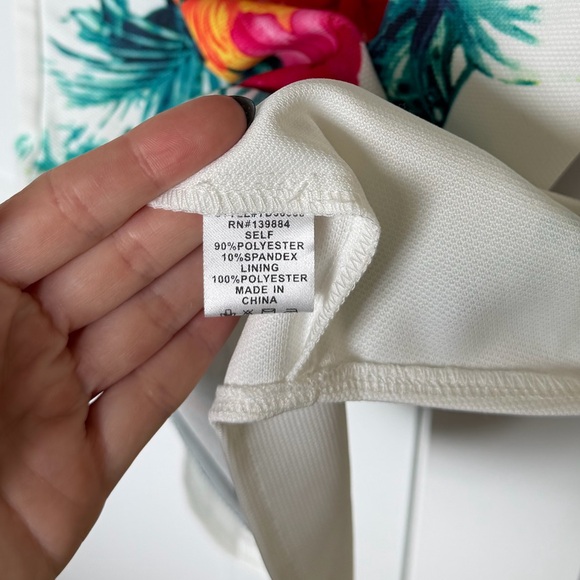 RN#139884
SELF
90%POLYESTER
10%SPANDEX
LINING
100%POLYESTER
MADE IN
CHINA